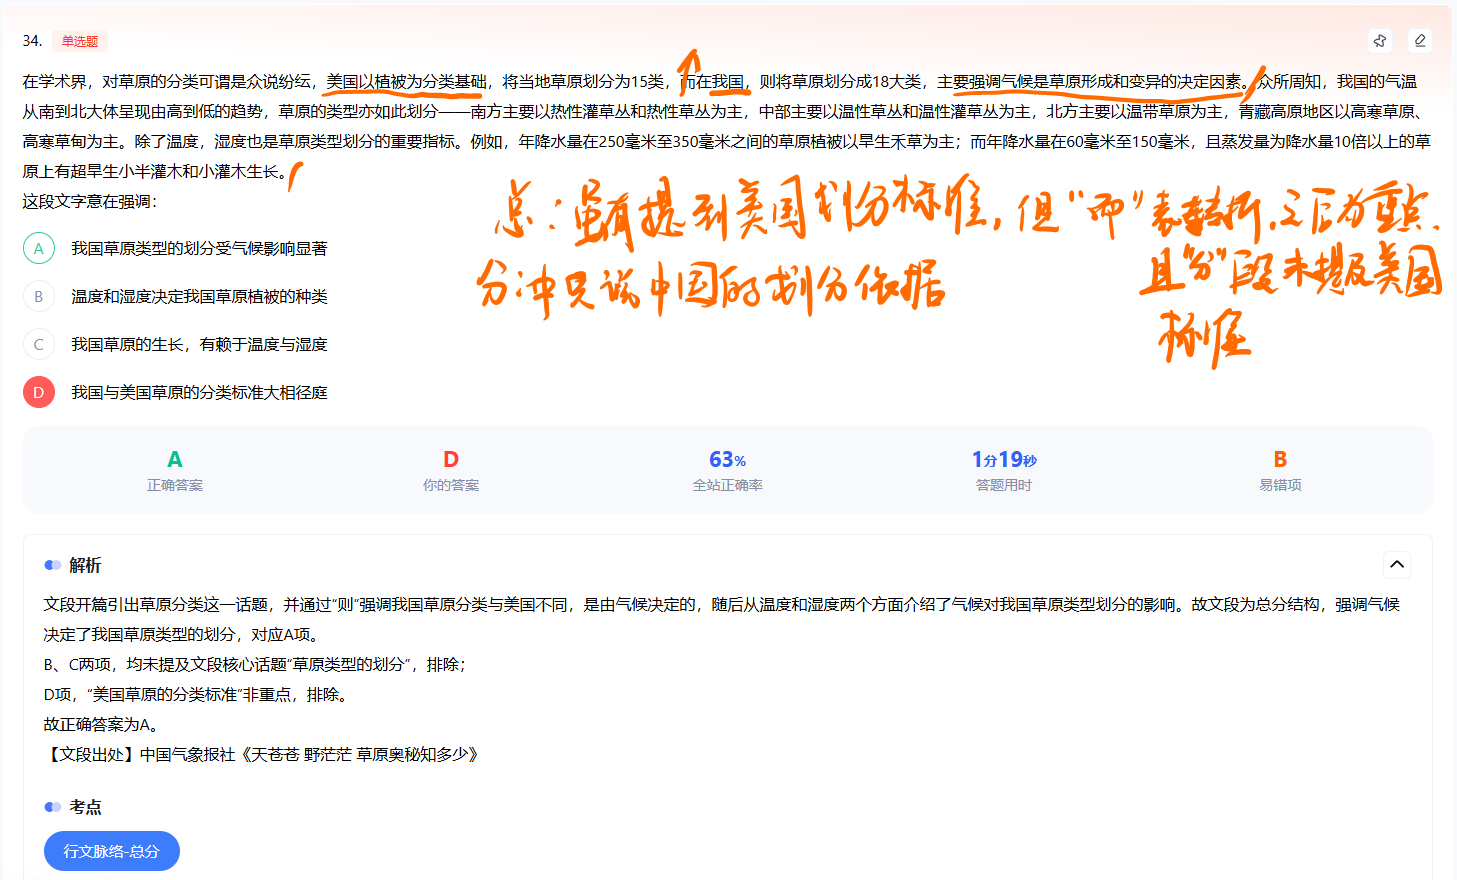 34. 单选题
在学术界，对草原的分类可谓是众说纷纭，美国以植被为分类基础，将当地草原划分为15类，而在我国，则将草原划分成18大类，主要强调气候是草原形成和变异的决定因素。众所周知，我国的气温
从南到北大体呈现由高到低的趋势，草原的类型亦如此划分——南方主要以热性灌草丛和热性草丛为主，中部主要以温性草丛和温性灌草丛为主，北方主要以温带草原为主，青藏高原地区以高寒草原、
高寒草甸为主。除了温度，湿度也是草原类型划分的重要指标。例如，年降水量在250毫米至350毫米之间的草原植被以旱生禾草为主；而年降水量在60毫米至150毫米，且蒸发量为降水量10倍以上的草
原上有超旱生小半灌木和小灌木生长。
这段文字意在强调：
总：虽有提到美国划分标准，但“而”表转折，之后为重点.
且“分”段未提及美国
标准
分：冲只说中国的划分依据
A 我国草原类型的划分受气候影响显著
B 温度和湿度决定我国草原植被的种类
C 我国草原的生长，有赖于温度与湿度
D 我国与美国草原的分类标准大相径庭
A D 63% 1分19秒 B
正确答案 你的答案 全站正确率 答题用时 易错项
解析
文段开篇引出草原分类这一话题，并通过“则”强调我国草原分类与美国不同，是由气候决定的，随后从温度和湿度两个方面介绍了气候对我国草原类型划分的影响。故文段为总分结构，强调气候
决定了我国草原类型的划分，对应A项。
B、C两项，均未提及文段核心话题“草原类型的划分”，排除；
D项，“美国草原的分类标准”非重点，排除。
故正确答案为A。
【文段出处】中国气象报社《天苍苍 野茫茫 草原奥秘知多少》
考点
行文脉络-总分